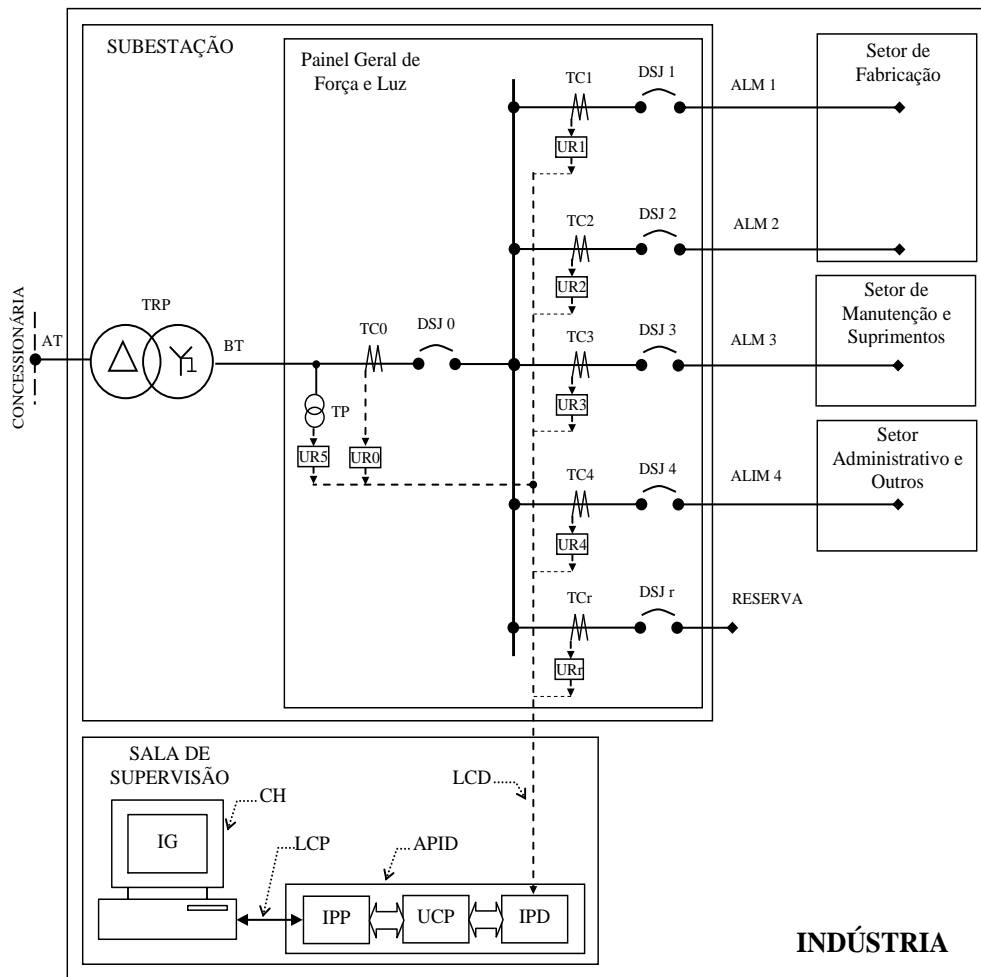 SUBESTAÇÃO
Painel Geral de
Força e Luz
TC1
DSJ 1
ALM 1
UR1
Setor de
Fabricação
TC2
DSJ 2
ALM 2
UR2
CONCESSIONÁRIA
AT
TRP
BT
TC0
DSJ 0
TP
UR5
UR0
TC3
DSJ 3
ALM 3
UR3
Setor de
Manutenção e
Suprimentos
TC4
DSJ 4
ALIM 4
UR4
Setor
Administrativo e
Outros
TCr
DSJ r
RESERVA
URr
SALA DE
SUPERVISÃO
CH
IG
LCP
APID
LCD
IPP
UCP
IPD
INDÚSTRIA